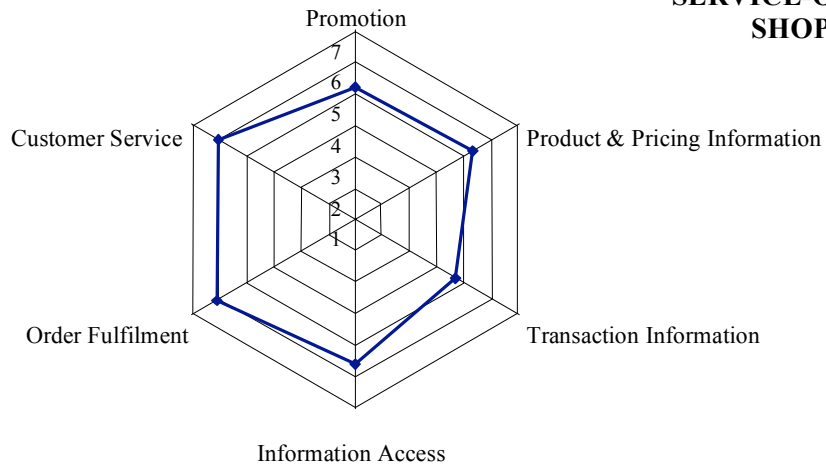 SHOP
Promotion
7
6
5
4
3
2
1
Customer Service
Product & Pricing Information
Order Fulfilment
Transaction Information
Information Access